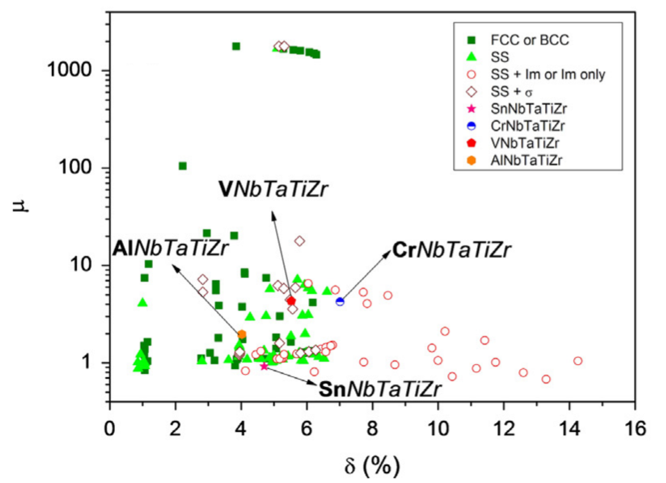 μ
1000
100
10
1
0
2
4
6
8
10
12
14
16
δ (%)
FCC or BCC
SS
SS + Im or Im only
SS + σ
SnNbTaTiZr
CrNbTaTiZr
VNbTaTiZr
AlNbTaTiZr
VNbTaTiZr
AlNbTaTiZr
CrNbTaTiZr
SnNbTaTiZr